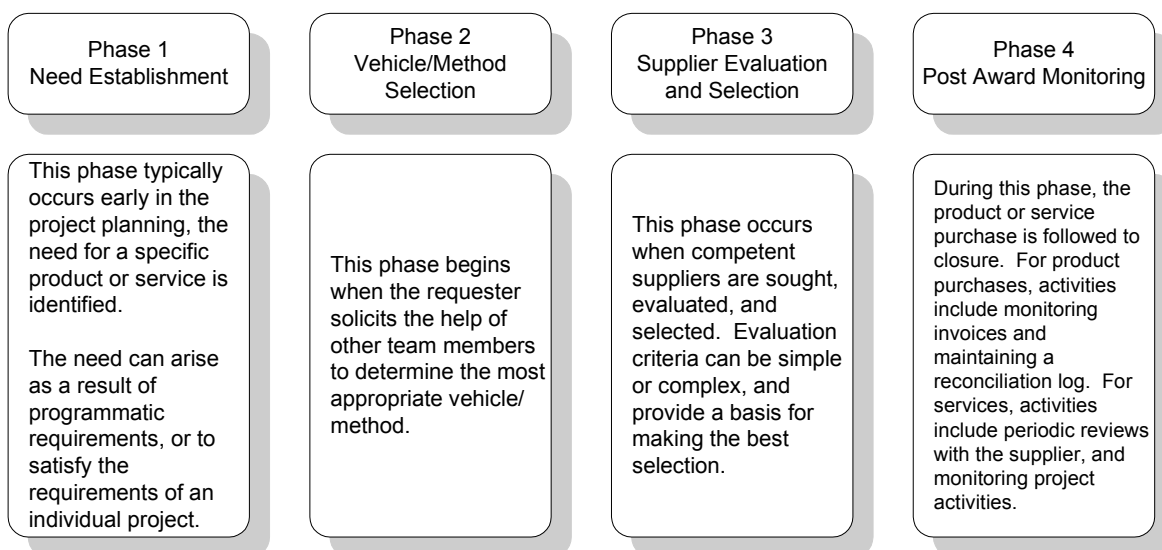 Phase 1
Need Establishment
Phase 2
Vehicle/Method
Selection
Phase 3
Supplier Evaluation
and Selection
Phase 4
Post Award Monitoring
This phase typically
occurs early in the
project planning, the
need for a specific
product or service is
identified.
The need can arise
as a result of
programmatic
requirements, or to
satisfy the
requirements of an
individual project.
This phase begins
when the requester
solicits the help of
other team members
to determine the most
appropriate vehicle/
method.
This phase occurs
when competent
suppliers are sought,
evaluated, and
selected.  Evaluation
criteria can be simple
or complex, and
provide a basis for
making the best
selection.
During this phase, the
product or service
purchase is followed to
closure.  For product
purchases, activities
include monitoring
invoices and
maintaining a
reconciliation log.  For
services, activities
include periodic reviews
with the supplier, and
monitoring project
activities.